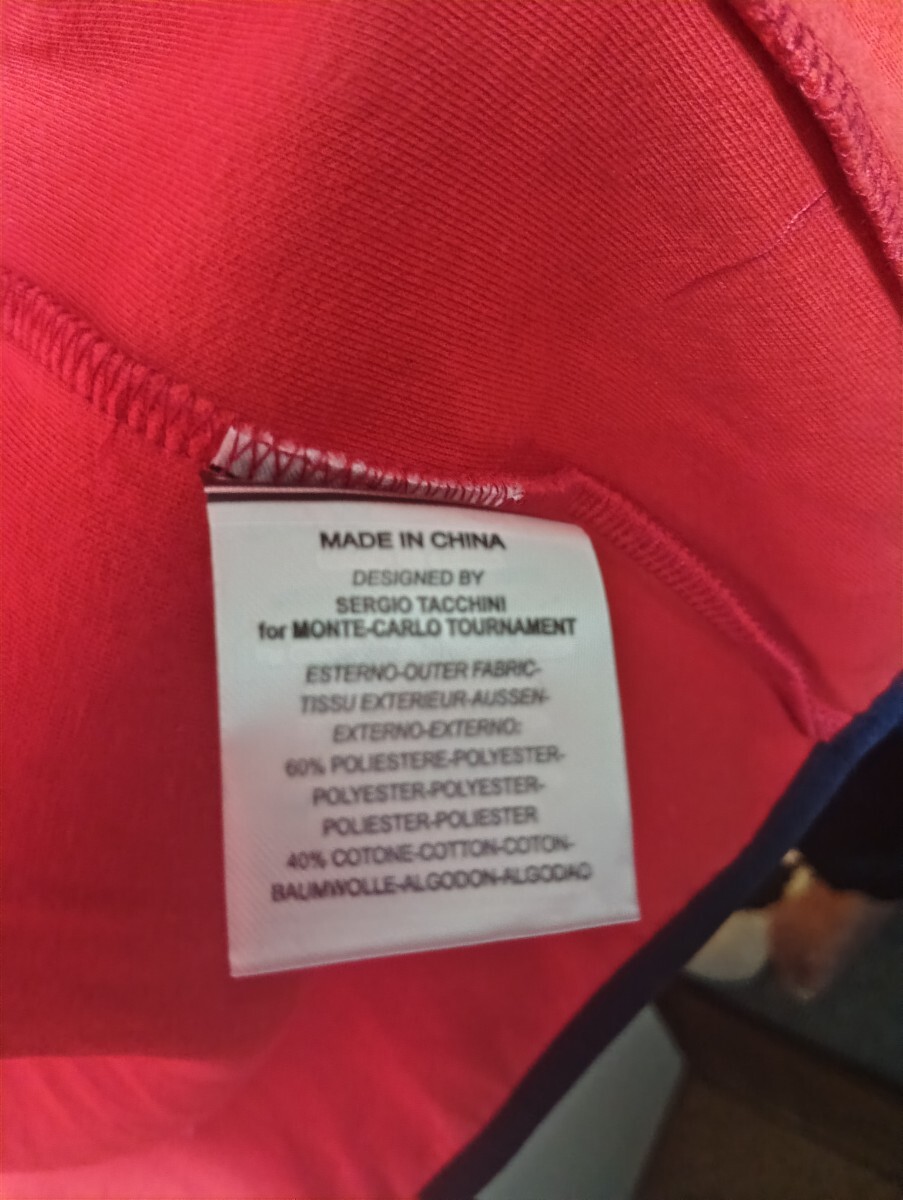 MADE IN CHINA
DESIGNED BY
SERGIO TACCHINI
for MONTE-CARLO TOURNAMENT
ESTERNO-OUTER FABRIC-
TISSU EXTERIEUR-AUSSEN-
EXTERNO-EXTERNO:
60% POLIESTERE-POLYESTER-
POLYESTER-POLYESTER-
POLIESTER-POLIESTER
40% COTONE-COTTON-COTON-
BAUMWOLLE-ALGODON-ALGODAO